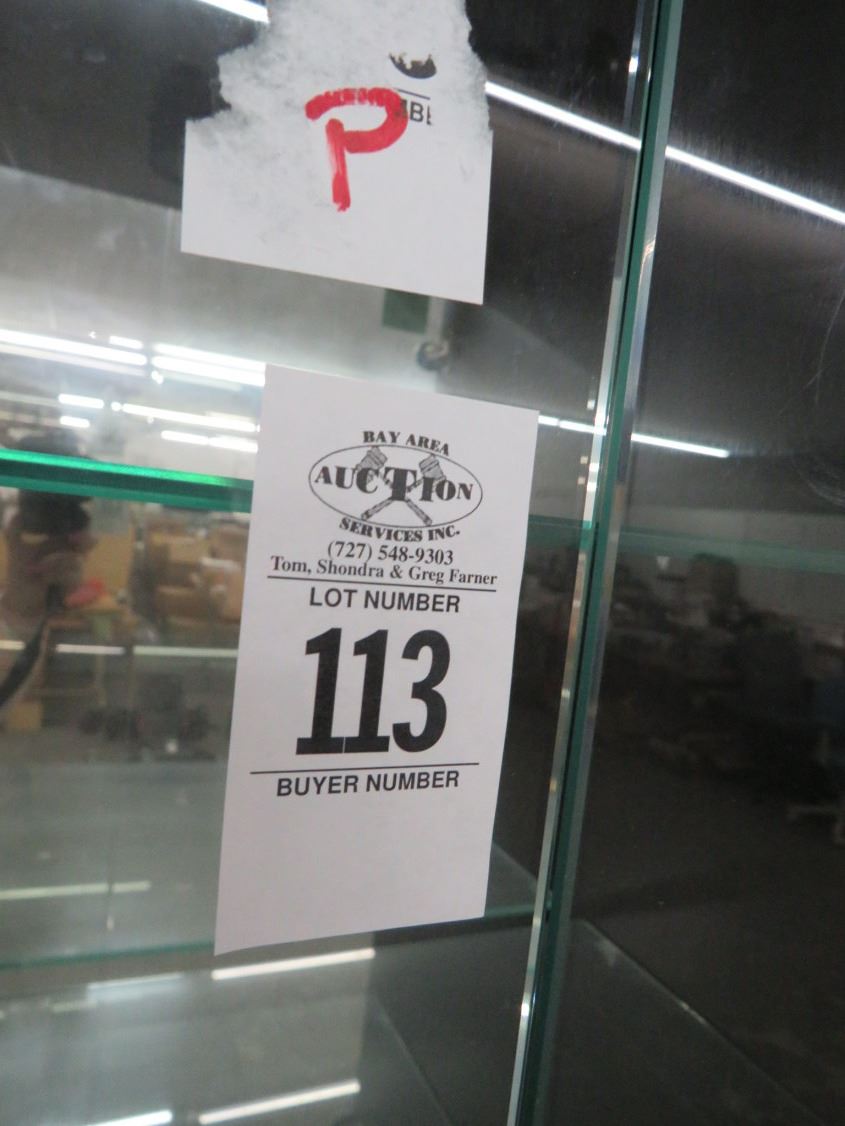 P
BAY AREA
AUCTION
SERVICES INC.
(727) 548-9303
Tom, Shondra & Greg Farner
LOT NUMBER
113
BUYER NUMBER